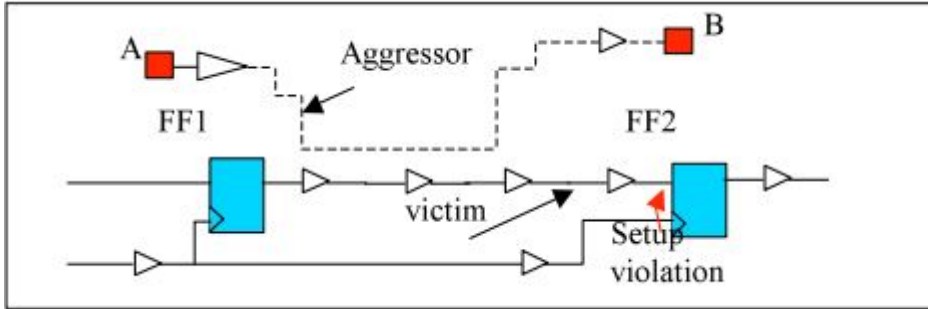 B
A
Aggressor
FF1
FF2
victim
Setup
violation